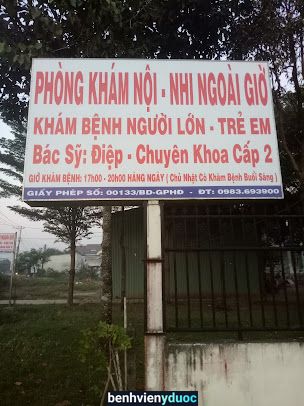 PHÒNG KHÁM NỘI - NHI NGOÀI GIỜ
KHÁM BỆNH NGƯỜI LỚN - TRẺ EM
Bác Sỹ: Điệp - Chuyên Khoa Cấp 2
GIỜ KHÁM BỆNH: 17h00 - 20h00 HÀNG NGÀY ( Chủ Nhật Có Khám Bệnh Buổi Sáng )
GIẤY PHÉP SỐ: 00133/BD-GPHĐ - ĐT: 0983.693900
benhvienyduoc